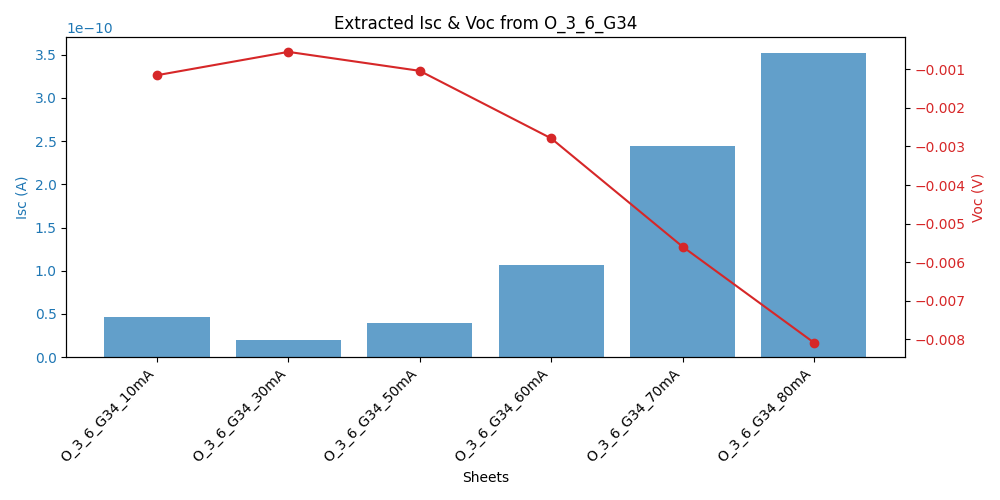 Extracted Isc & Voc from O_3_6_G34
1e−10
3.5
3.0
2.5
2.0
1.5
1.0
0.5
0.0
Isc (A)
−0.001
−0.002
−0.003
−0.004
−0.005
−0.006
−0.007
−0.008
Voc (V)
O_3_6_G34_10mA
O_3_6_G34_30mA
O_3_6_G34_50mA
O_3_6_G34_60mA
O_3_6_G34_70mA
O_3_6_G34_80mA
Sheets